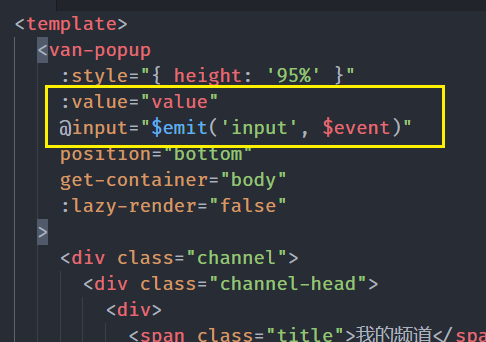 <template>
<van-popup
:style="{ height: '95%' }"
:value="value"
@input="$emit('input', $event)"
position="bottom"
get-container="body"
:lazy-render="false"
>
<div class="channel">
<div class="channel-head">
<div>
<span class="title">我的频道</spa